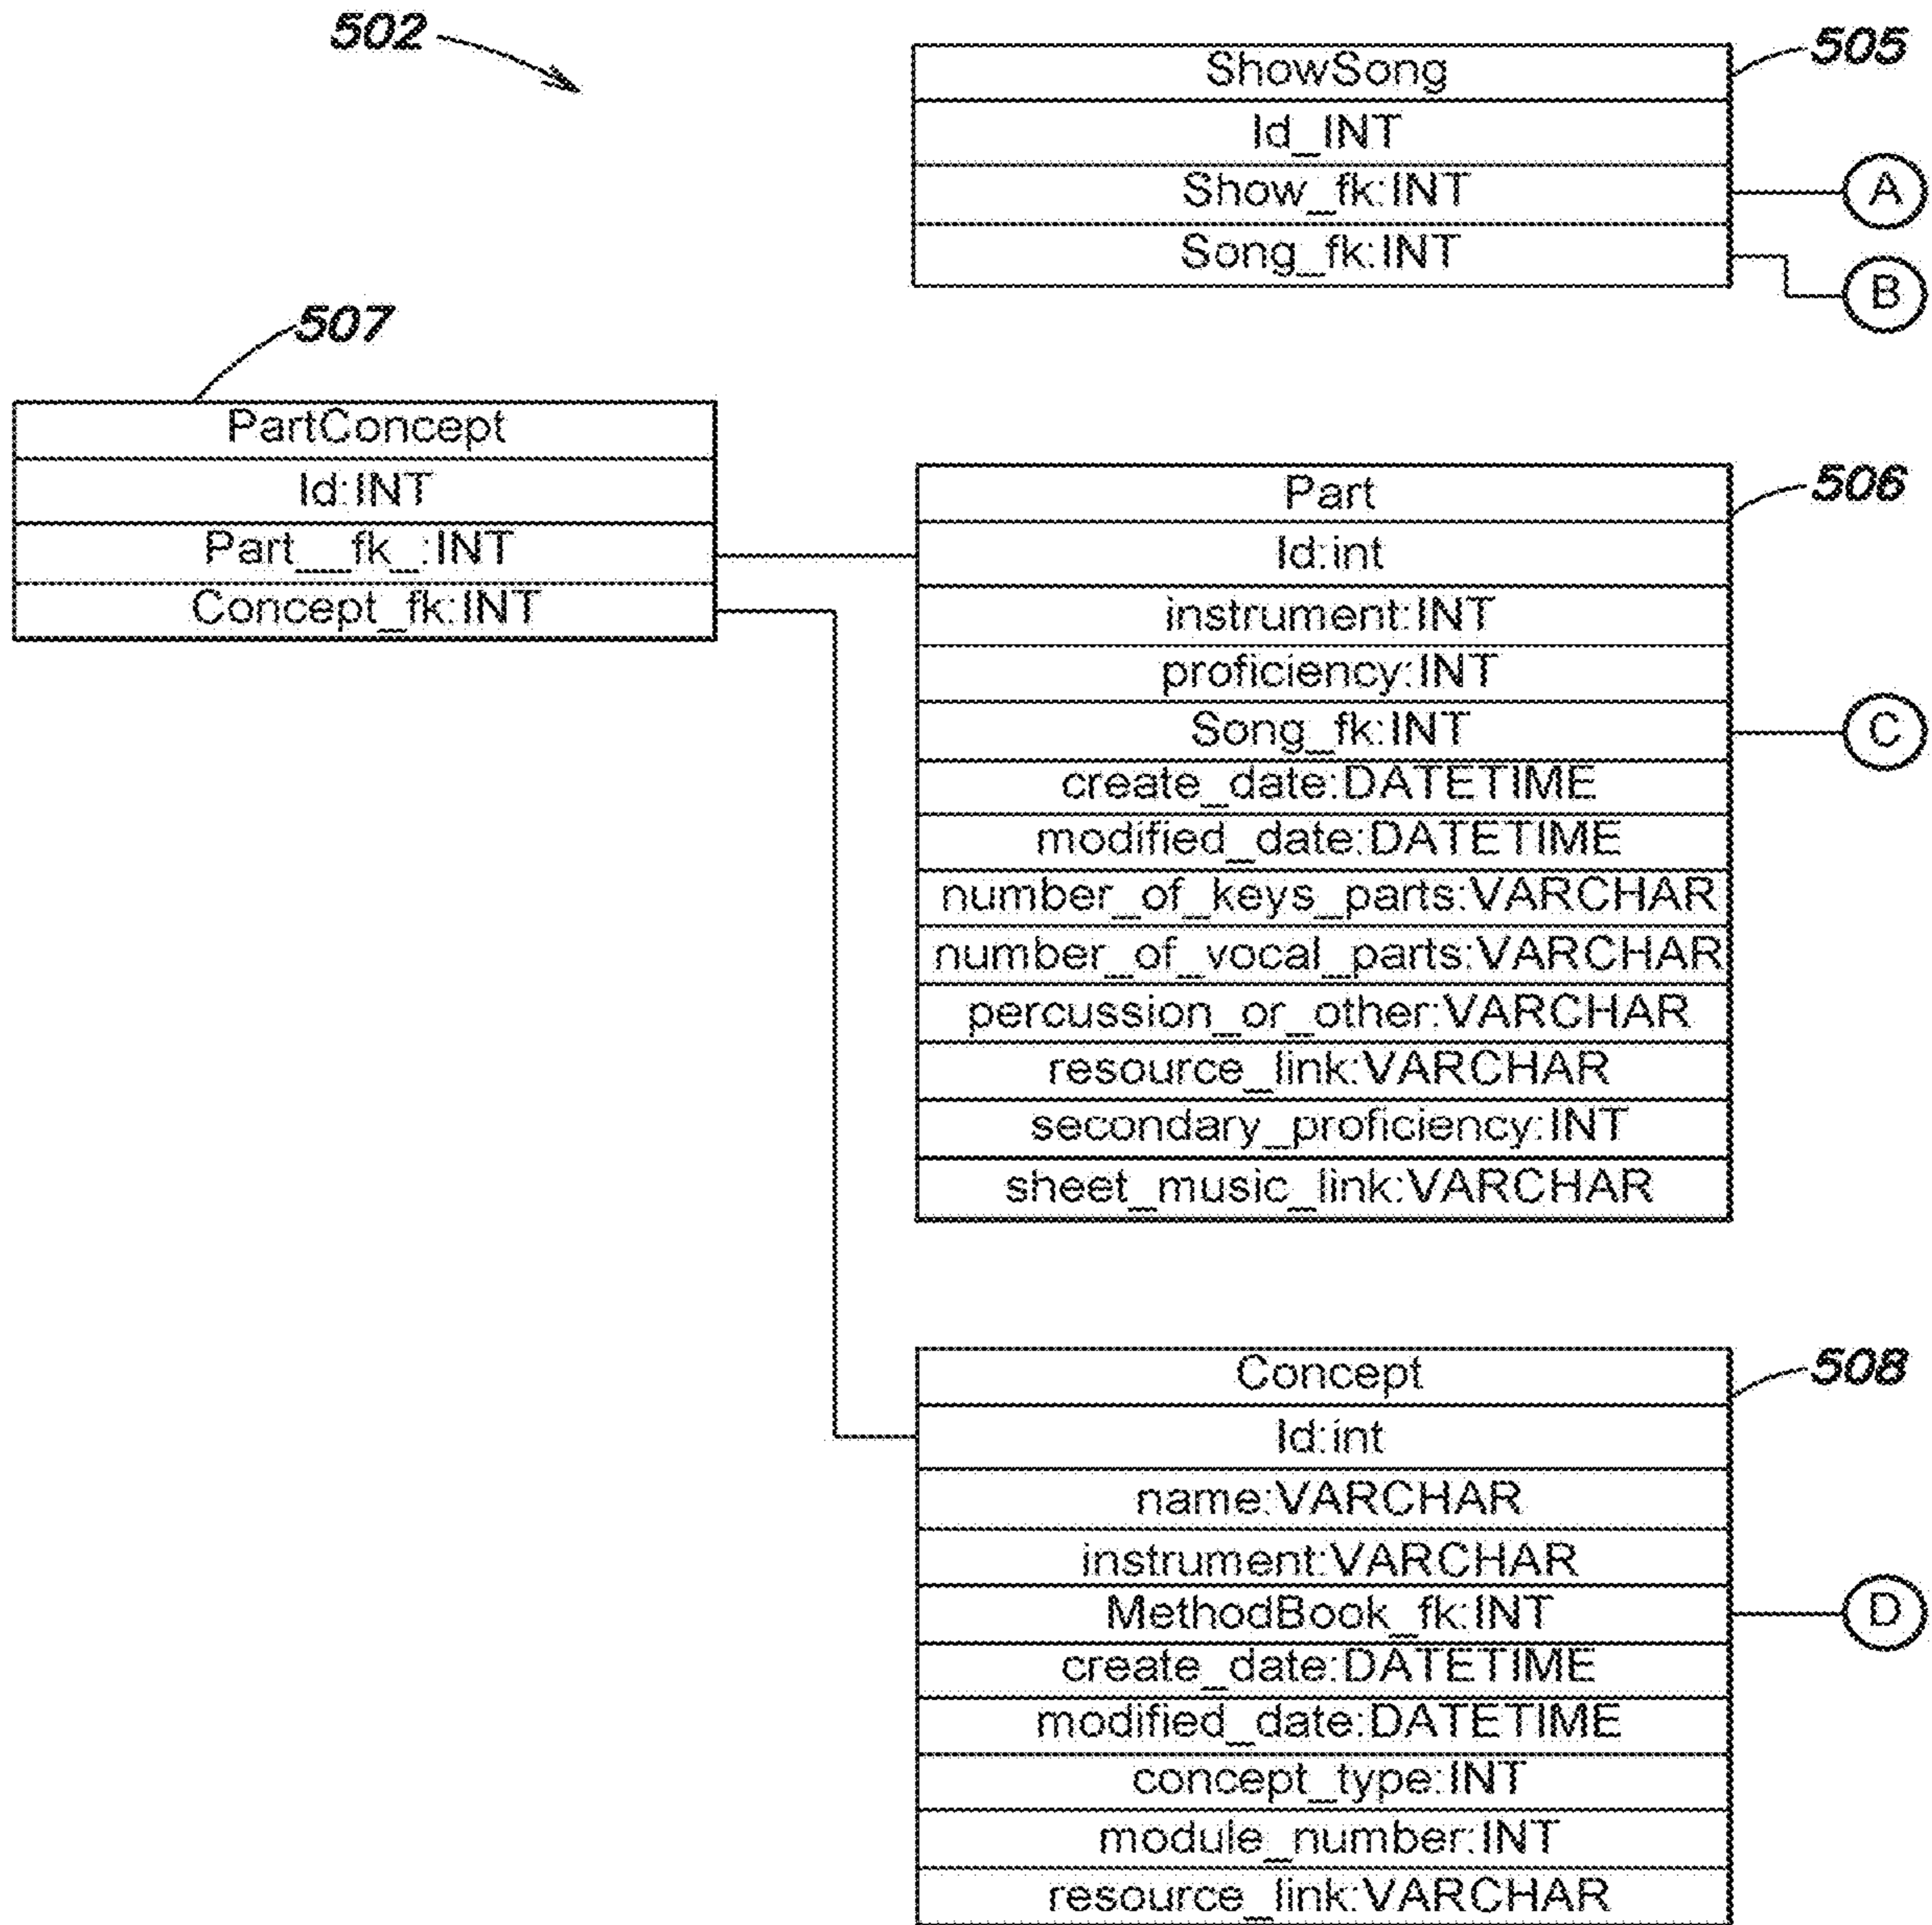 502
505
ShowSong
Id_INT
Show_fk:INT
A
Song_fk:INT
B
507
PartConcept
Id:INT
Part__fk_:INT
Concept_fk:INT
506
Part
Id:int
instrument:INT
proficiency:INT
Song_fk:INT
C
create_date:DATETIME
modified_date:DATETIME
number_of_keys_parts:VARCHAR
number_of_vocal_parts:VARCHAR
percussion_or_other:VARCHAR
resource_link:VARCHAR
secondary_proficiency:INT
sheet_music_link:VARCHAR
508
Concept
Id:int
name:VARCHAR
instrument:VARCHAR
MethodBook_fk:INT
D
create_date:DATETIME
modified_date:DATETIME
concept_type:INT
module_number:INT
resource_link:VARCHAR